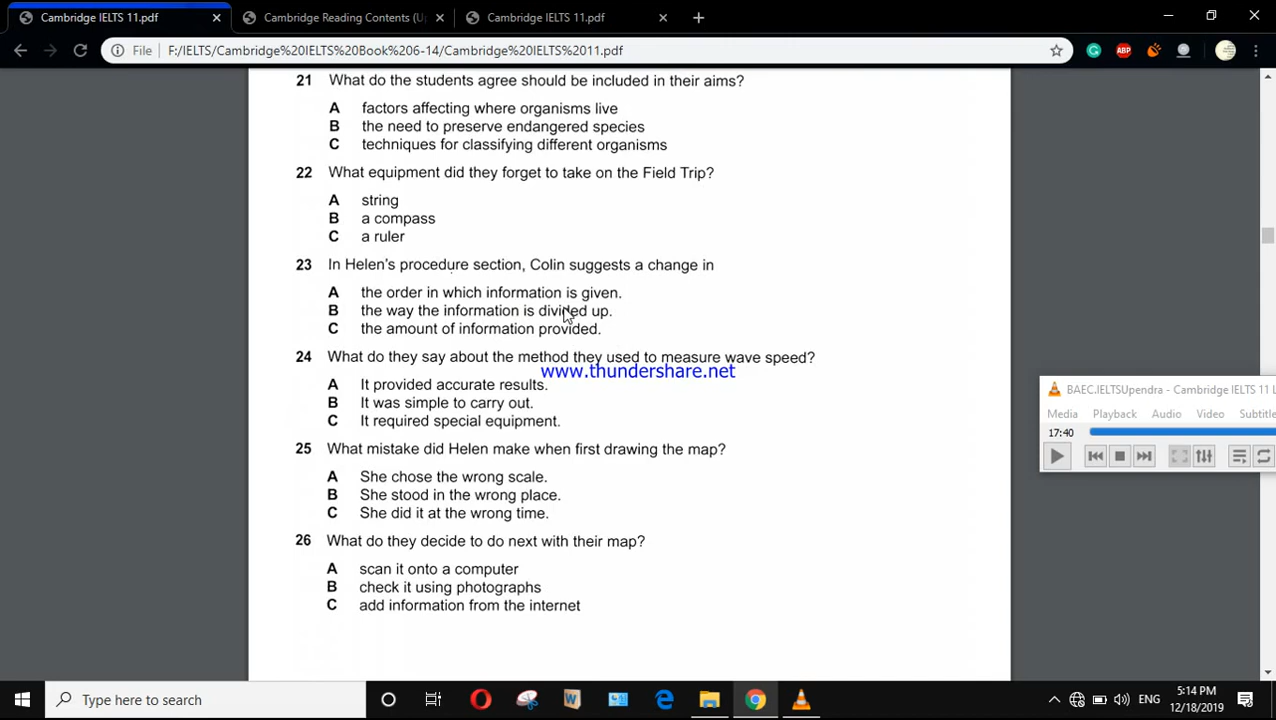 Cambridge IELTS 11.pdf
Cambridge Reading Contents (U
Cambridge IELTS 11.pdf
File
F:/IELTS/Cambridge%20IELTS%20Book%206-14/Cambridge%20IELTS%2011.pdf
ABP
21 What do the students agree should be included in their aims?
A factors affecting where organisms live
B the need to preserve endangered species
C techniques for classifying different organisms
22 What equipment did they forget to take on the Field Trip?
A string
B a compass
C a ruler
23 In Helen's procedure section, Colin suggests a change in
A the order in which information is given.
B the way the information is divided up.
C the amount of information provided.
24 What do they say about the method they used to measure wave speed?
www.thundershare.net
A It provided accurate results.
B It was simple to carry out.
C It required special equipment.
25 What mistake did Helen make when first drawing the map?
A She chose the wrong scale.
B She stood in the wrong place.
C She did it at the wrong time.
26 What do they decide to do next with their map?
A scan it onto a computer
B check it using photographs
C add information from the internet
BAEC.IELTSUpendra - Cambridge IELTS 11 L
Media Playback Audio Video Subtitle
17:40
Type here to search
ENG
5:14 PM
12/18/2019